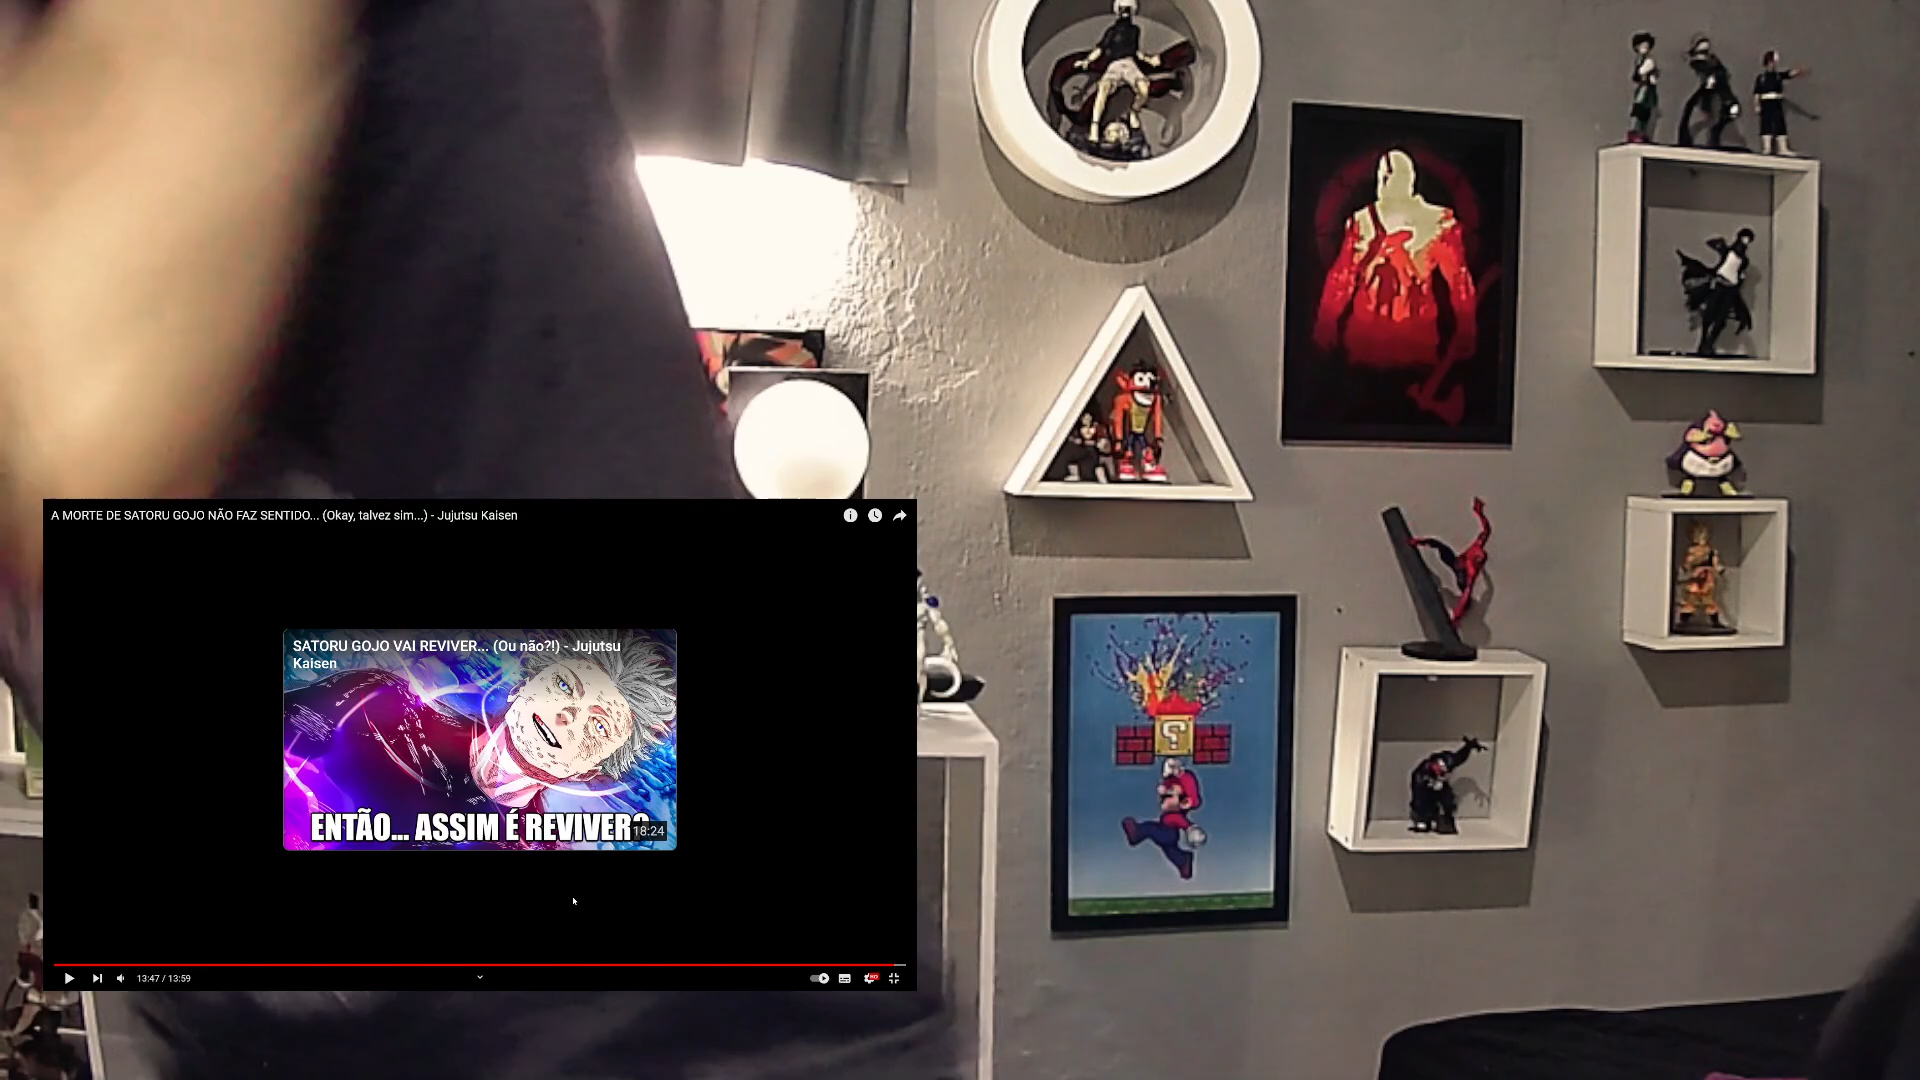 A MORTE DE SATORU GOJO NÃO FAZ SENTIDO... (Okay, talvez sim...) - Jujutsu Kaisen
SATORU GOJO VAI REVIVER... (Ou não?!) - Jujutsu
Kaisen
?
ENTÃO... ASSIM É REVIVER?
18:24
13:47 / 13:59
HD